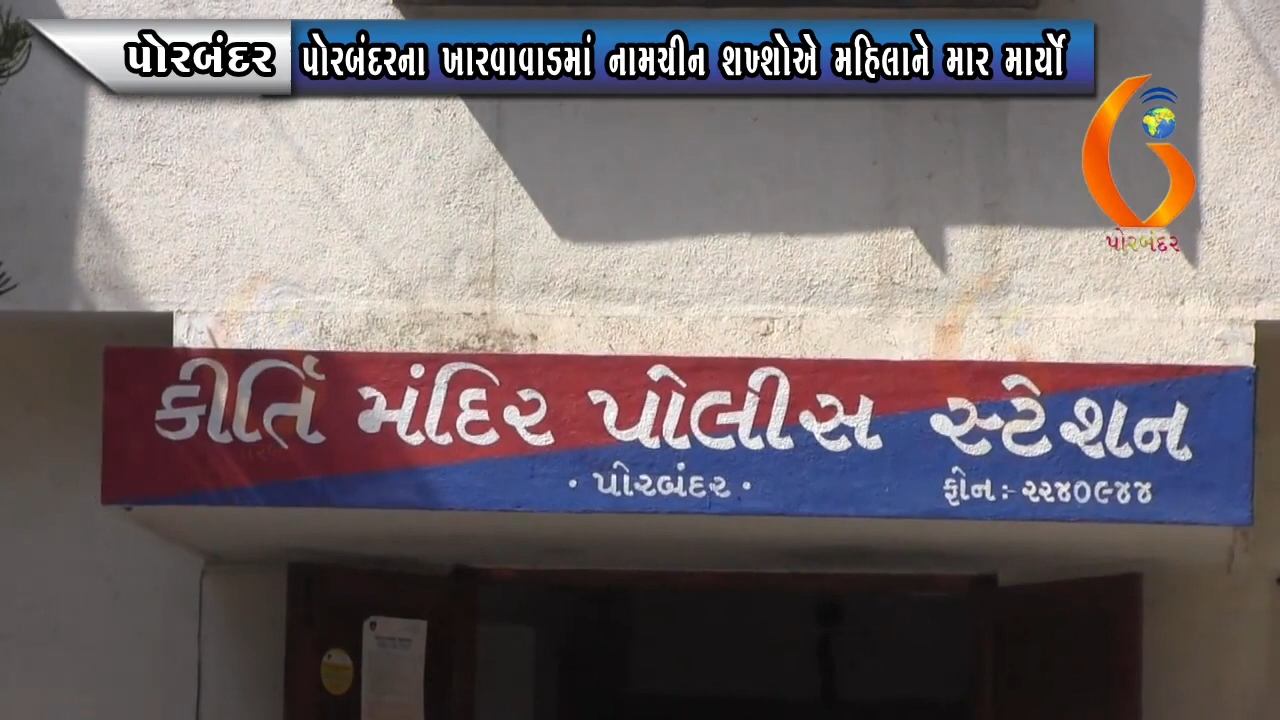 પોરબંદર પોરબંદરના ખારવાવાડમાં નામચીન શખ્શોએ મહિલાને માર માર્યો
પોરબંદર
કીર્તિ મંદિર પોલીસ સ્ટેશન
• પોરબંદર •
ફોન :- ૨૨૪૦૯૪૪